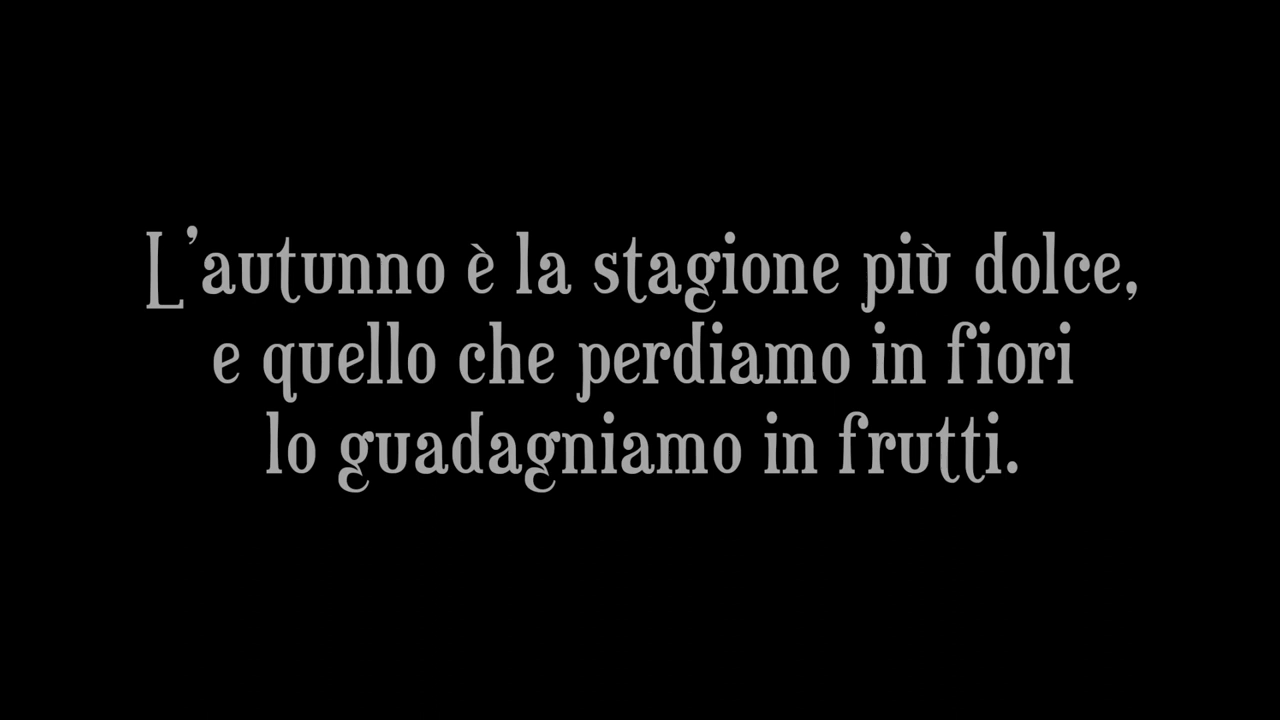 L’autunno è la stagione più dolce,
e quello che perdiamo in fiori
lo guadagniamo in frutti.